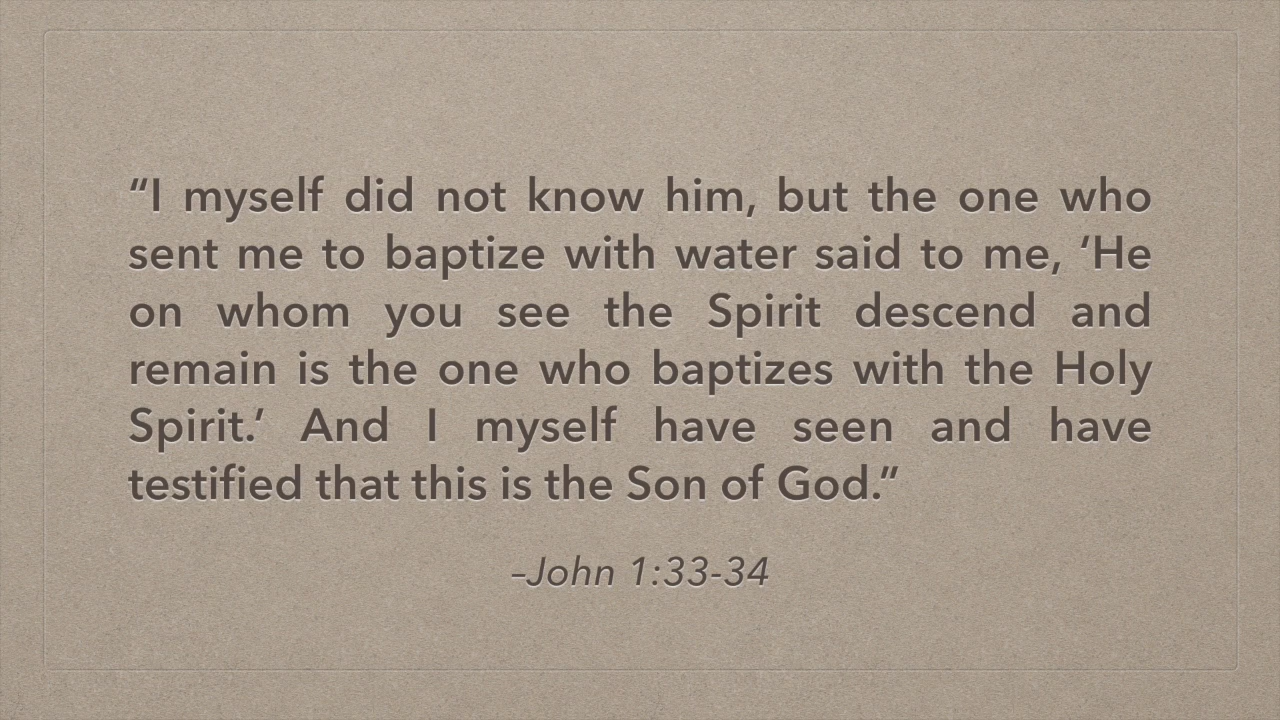 “I myself did not know him, but the one who
sent me to baptize with water said to me, ‘He
on whom you see the Spirit descend and
remain is the one who baptizes with the Holy
Spirit.’ And I myself have seen and have
testified that this is the Son of God.”
–John 1:33-34